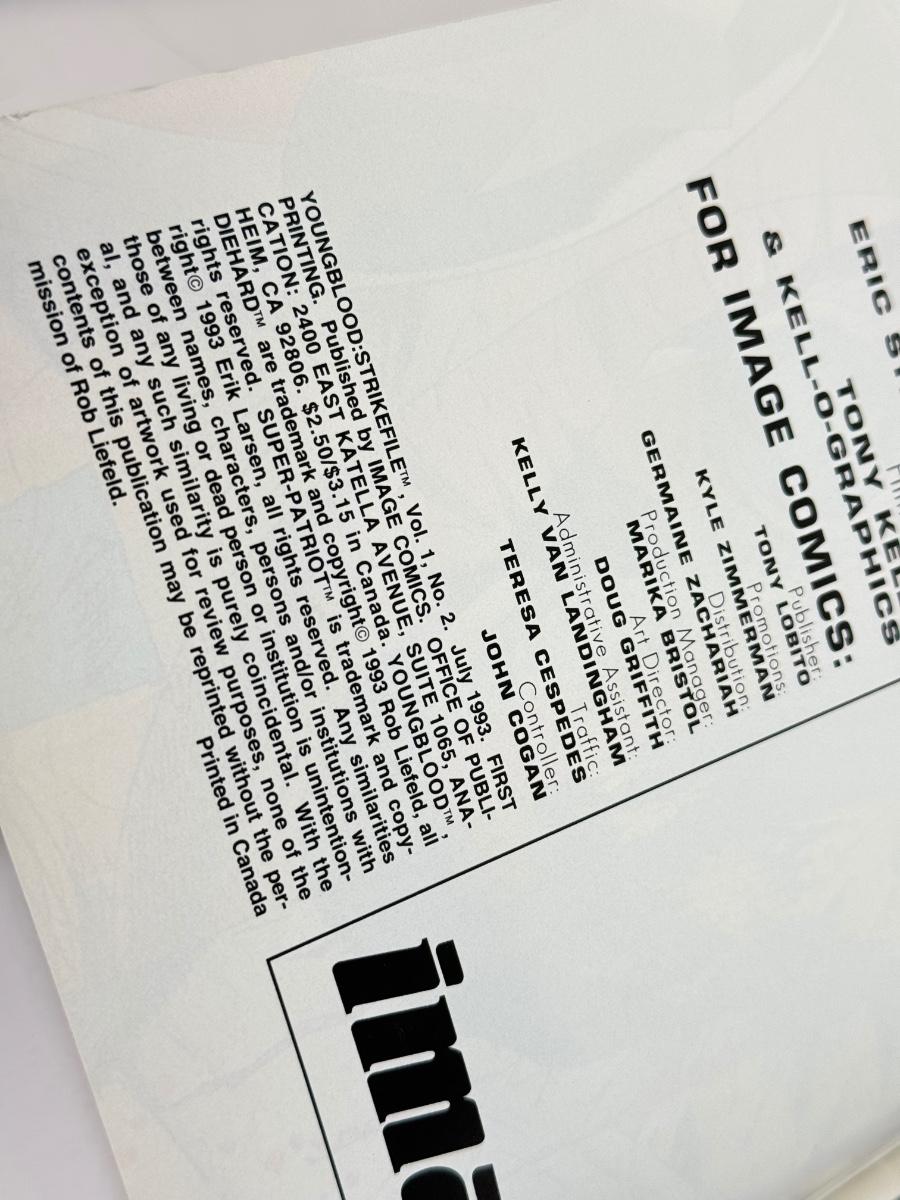 ERIC
TONY
& KELL-O-GRAPHICS
FOR IMAGE COMICS:
Publisher:
TONY LOBITO
Promotions:
KYLE ZIMMERMAN
Distribution:
GERMAINE ZACHARIAH
Production Manager:
MARIKA BRISTOL
Art Director:
DOUG GRIFFITH
Administrative Assistant:
KELLY VAN LANDINGHAM
Traffic:
TERESA CESPEDES
Controller:
JOHN COGAN
YOUNGBLOOD:STRIKEFILE™, Vol. 1, No. 2. July 1993. FIRST
PRINTING. Published by IMAGE COMICS. OFFICE OF PUBLI-
CATION: 2400 EAST KATELLA AVENUE, SUITE 1065, ANA-
HEIM, CA 92806. $2.50/$3.15 in Canada. YOUNGBLOOD™,
DIEHARD™ are trademark and copyright© 1993 Rob Liefeld, all
rights reserved. SUPER-PATRIOT™ is trademark and copy-
right© 1993 Erik Larsen, all rights reserved. Any similarities
between names, characters, persons and/or institutions with
those of any living or dead person or institution is unintention-
al, and any such similarity is purely coincidental. With the
exception of artwork used for review purposes, none of the
contents of this publication may be reprinted without the per-
mission of Rob Liefeld. Printed in Canada